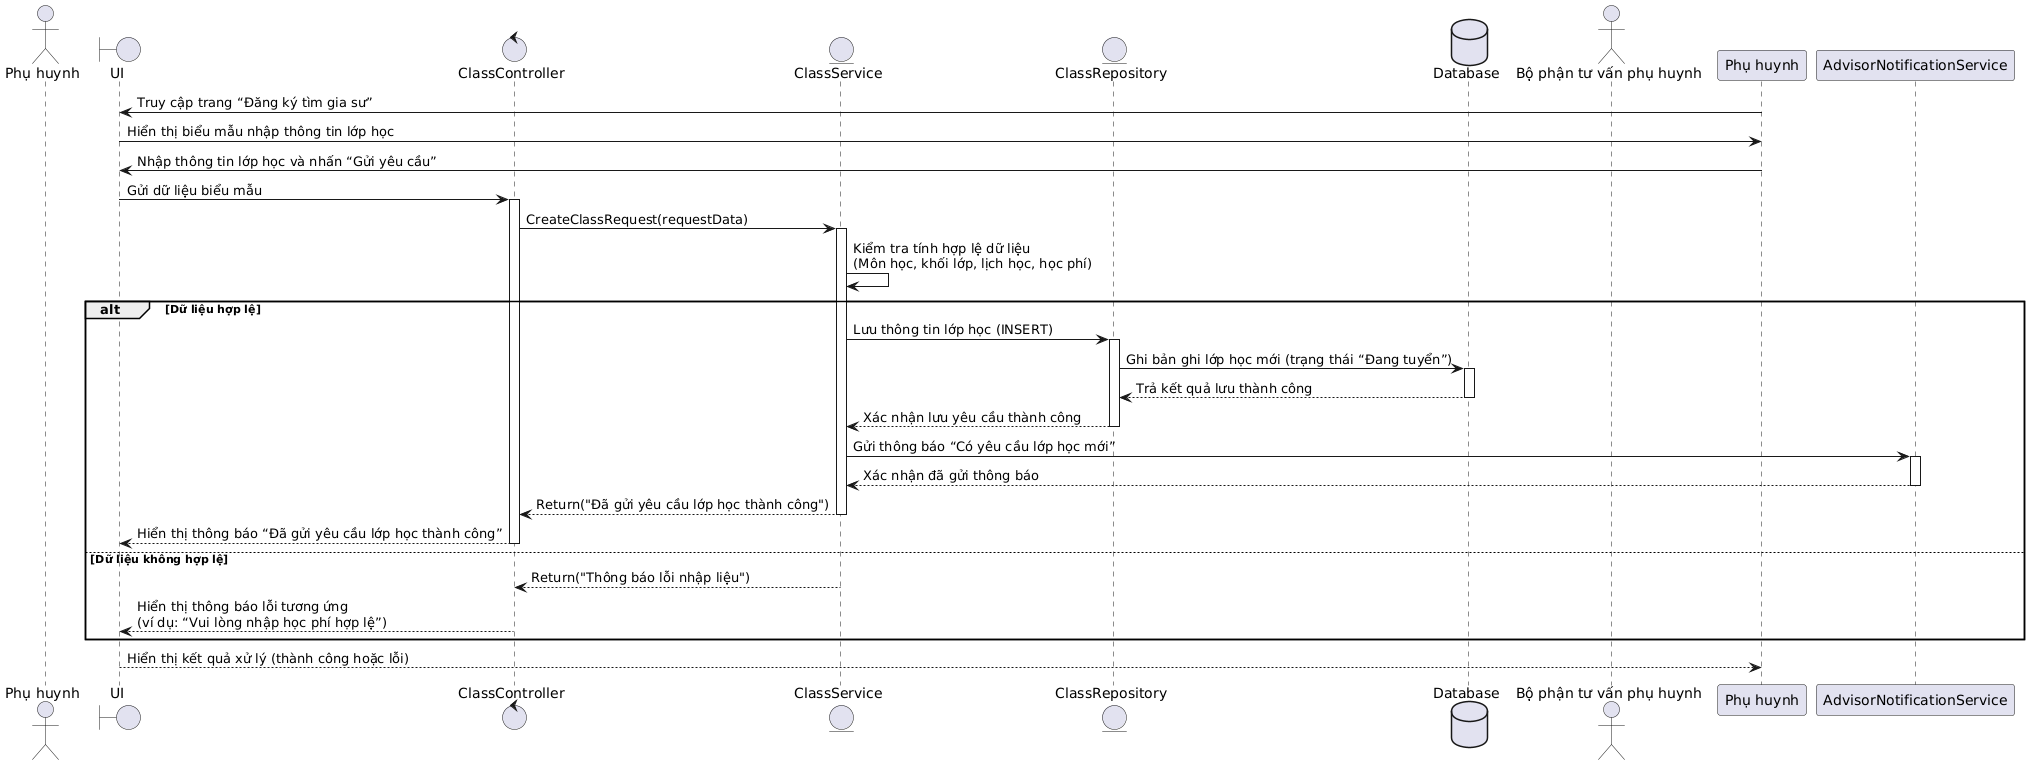 Phụ huynh
UI
ClassController
ClassService
ClassRepository
Database
Bộ phận tư vấn phụ huynh
Phụ huynh
AdvisorNotificationService
Truy cập trang “Đăng ký tìm gia sư”
Hiển thị biểu mẫu nhập thông tin lớp học
Nhập thông tin lớp học và nhấn “Gửi yêu cầu”
Gửi dữ liệu biểu mẫu
CreateClassRequest(requestData)
Kiểm tra tính hợp lệ dữ liệu
(Môn học, khối lớp, lịch học, học phí)
alt
[Dữ liệu hợp lệ]
Lưu thông tin lớp học (INSERT)
Ghi bản ghi lớp học mới (trạng thái “Đang tuyển”)
Trả kết quả lưu thành công
Xác nhận lưu yêu cầu thành công
Gửi thông báo “Có yêu cầu lớp học mới”
Xác nhận đã gửi thông báo
Return("Đã gửi yêu cầu lớp học thành công")
Hiển thị thông báo “Đã gửi yêu cầu lớp học thành công”
[Dữ liệu không hợp lệ]
Return("Thông báo lỗi nhập liệu")
Hiển thị thông báo lỗi tương ứng
(ví dụ: “Vui lòng nhập học phí hợp lệ”)
Hiển thị kết quả xử lý (thành công hoặc lỗi)
Phụ huynh
UI
ClassController
ClassService
ClassRepository
Database
Bộ phận tư vấn phụ huynh
Phụ huynh
AdvisorNotificationService